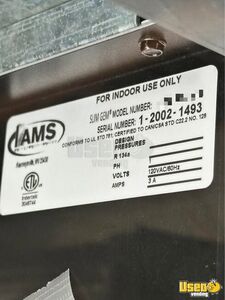 FOR INDOOR USE ONLY
AMS
SLIM GEM MODEL NUMBER:
SERIAL NUMBER: 1-2002-1493
CONFORMS TO UL STD 751, CERTIFIED TO CAN/CSA STD C22.2 NO. 128
DESIGN
PRESSURES
R 134a
PH
VOLTS 120VAC/60Hz
AMPS 3 A
ETL
Intertek
UsedVending